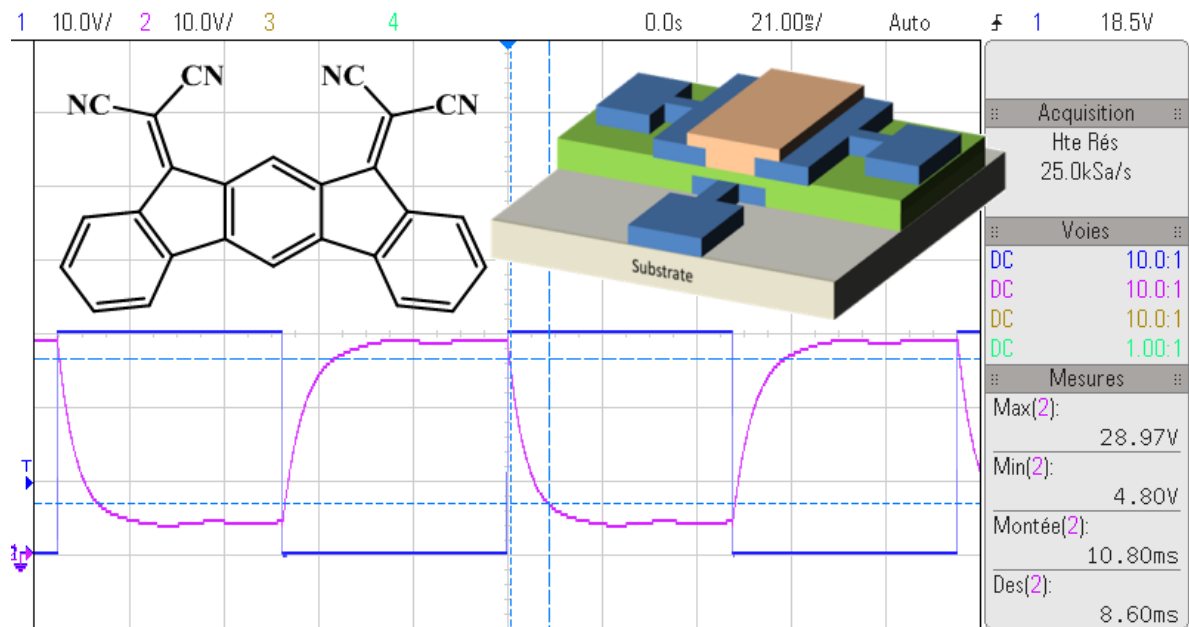 1 10.0V/ 2 10.0V/ 3 4 0.0s 21.00ms/ Auto 1 18.5V
CN NC
NC CN
Substrate
Acquisition
Hte Rés
25.0kSa/s
Voies
DC 10.0:1
DC 10.0:1
DC 10.0:1
DC 1.00:1
Mesures
Max(2):
28.97V
Min(2):
4.80V
Montée(2):
10.80ms
Des(2):
8.60ms
T